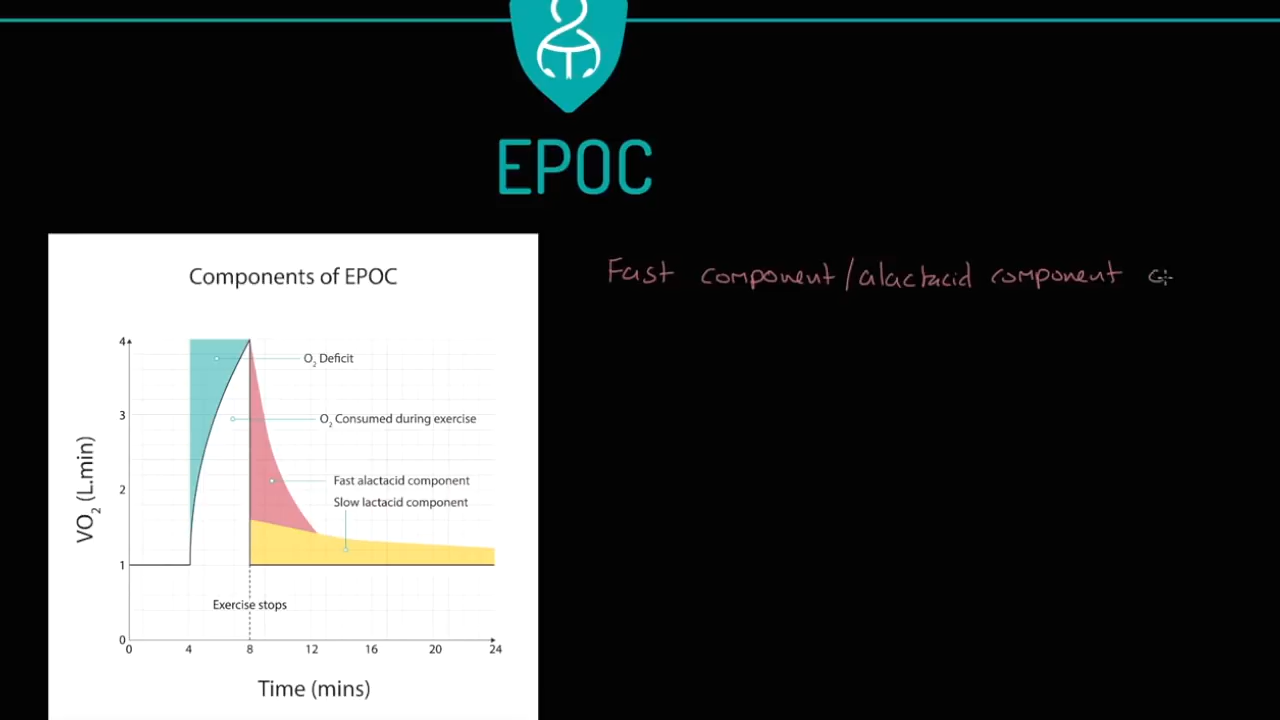 EPOC
Fast component/alactacid component
Components of EPOC
4
O2 Deficit
3
O2 Consumed during exercise
Fast alactacid component
2
Slow lactacid component
VO2 (L.min)
1
Exercise stops
0
0 4 8 12 16 20 24
Time (mins)